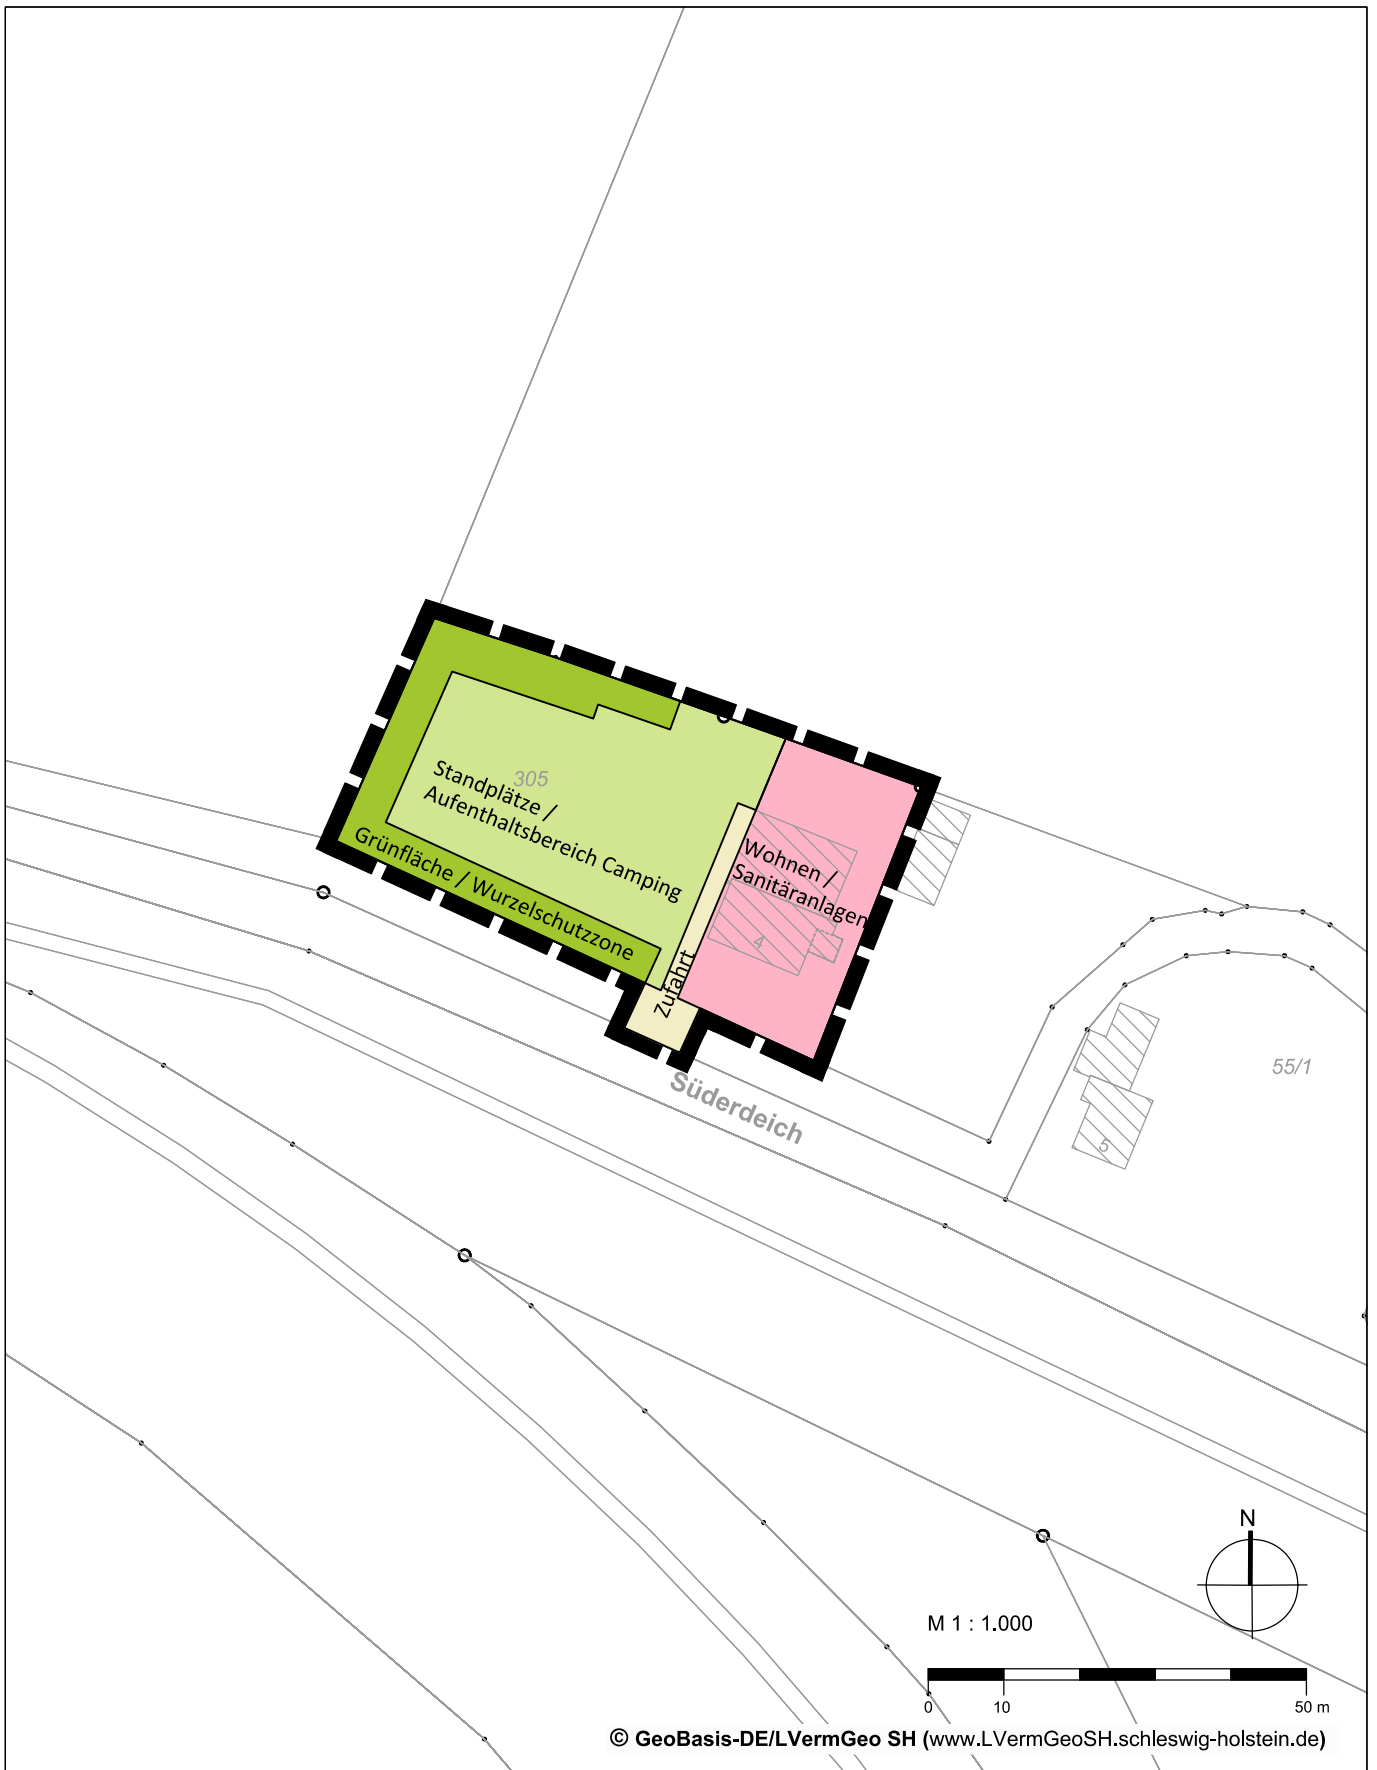 305
Standplätze /
Aufenthaltsbereich Camping
Grünfläche / Wurzelschutzzone
Wohnen /
Sanitäranlagen
4
Zufahrt
Süderdeich
55/1
5
N
M 1 : 1.000
0 10 50 m
© GeoBasis-DE/LVermGeo SH (www.LVermGeoSH.schleswig-holstein.de)